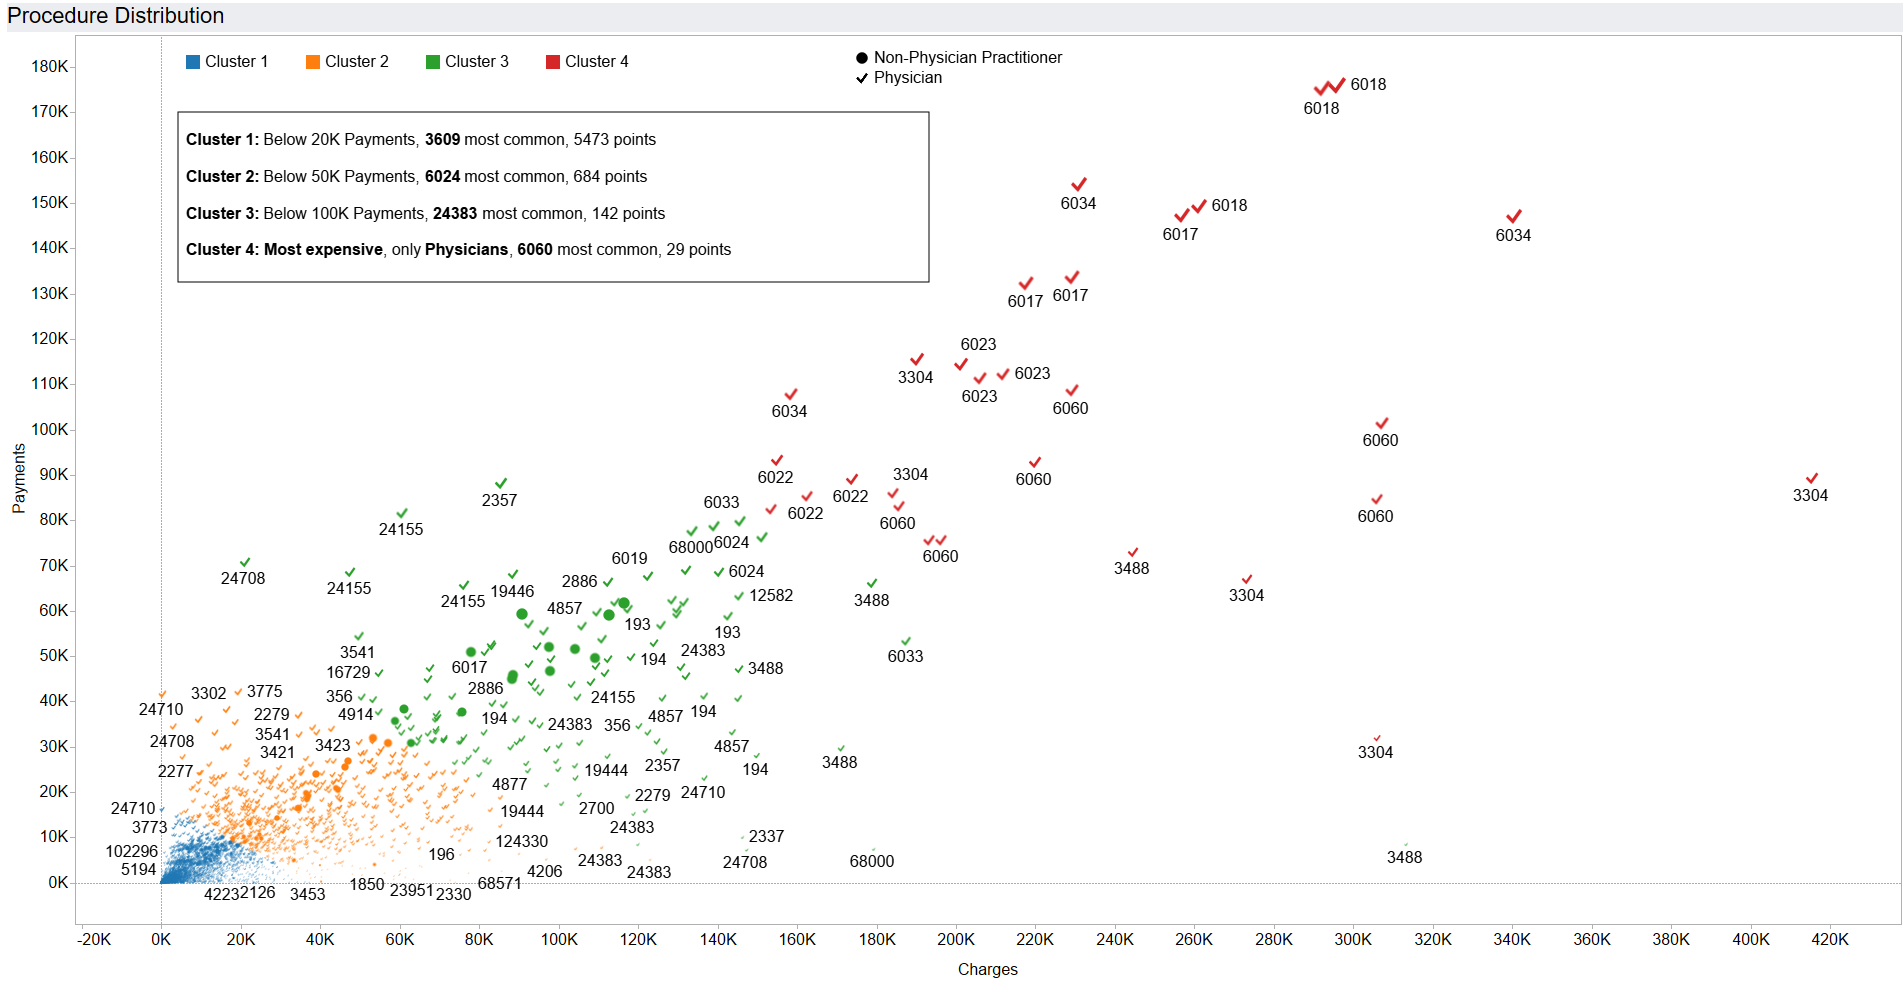 Procedure Distribution
Cluster 1
Cluster 2
Cluster 3
Cluster 4
Non-Physician Practitioner
Physician
Cluster 1: Below 20K Payments, 3609 most common, 5473 points
Cluster 2: Below 50K Payments, 6024 most common, 684 points
Cluster 3: Below 100K Payments, 24383 most common, 142 points
Cluster 4: Most expensive, only Physicians, 6060 most common, 29 points
Payments
180K
170K
160K
150K
140K
130K
120K
110K
100K
90K
80K
70K
60K
50K
40K
30K
20K
10K
0K
6018
6018
6034
6018
6017
6034
6017
6017
6023
3304
6023
6023
6060
6034
6060
6022
3304
6060
2357
6022
3304
6033
6022
6060
6060
24155
68000
6024
6019
6060
3488
24708
24155
2886
6024
3304
24155
19446
4857
12582
3488
193
193
3541
6017
194
24383
6033
16729
3488
2886
24155
3302
3775
356
24710
2279
4914
194
24383
356
4857
194
24708
3541
3421
3423
4857
2277
4877
19444
2357
194
3488
3304
24710
19444
2700
2279
24710
3773
24383
124330
2337
102296
196
24383
24708
68000
3488
5194
4206
24383
4223
2126
3453
1850
23951
2330
68571
-20K
0K
20K
40K
60K
80K
100K
120K
140K
160K
180K
200K
220K
240K
260K
280K
300K
320K
340K
360K
380K
400K
420K
Charges